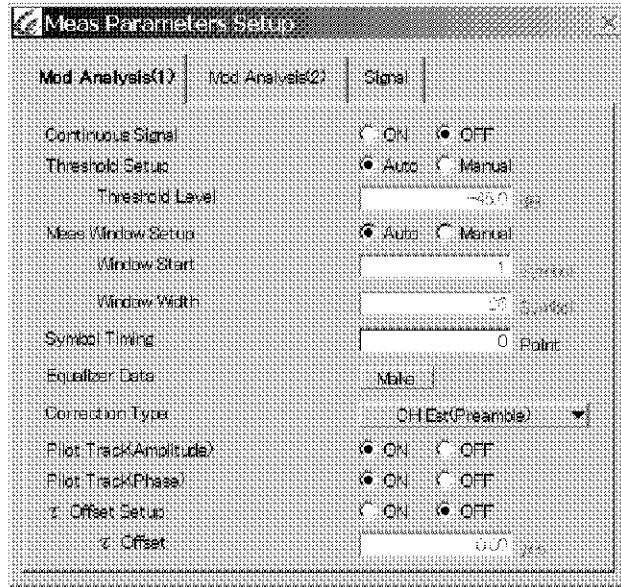 Meas Parameters Setup
Mod Analysis(1) Mod Analysis(2) Signal
Continuous Signal ON OFF
Threshold Setup Auto Manual
Threshold Level -45.0
Meas Window Setup Auto Manual
Window Start 1
Window Width Symbol
Symbol Timing 0 Point
Equalizer Data Make
Correction Type CH Est(Preamble)
Pilot Track(Amplitude) ON OFF
Pilot Track(Phase) ON OFF
τ Offset Setup ON OFF
τ Offset 0.00